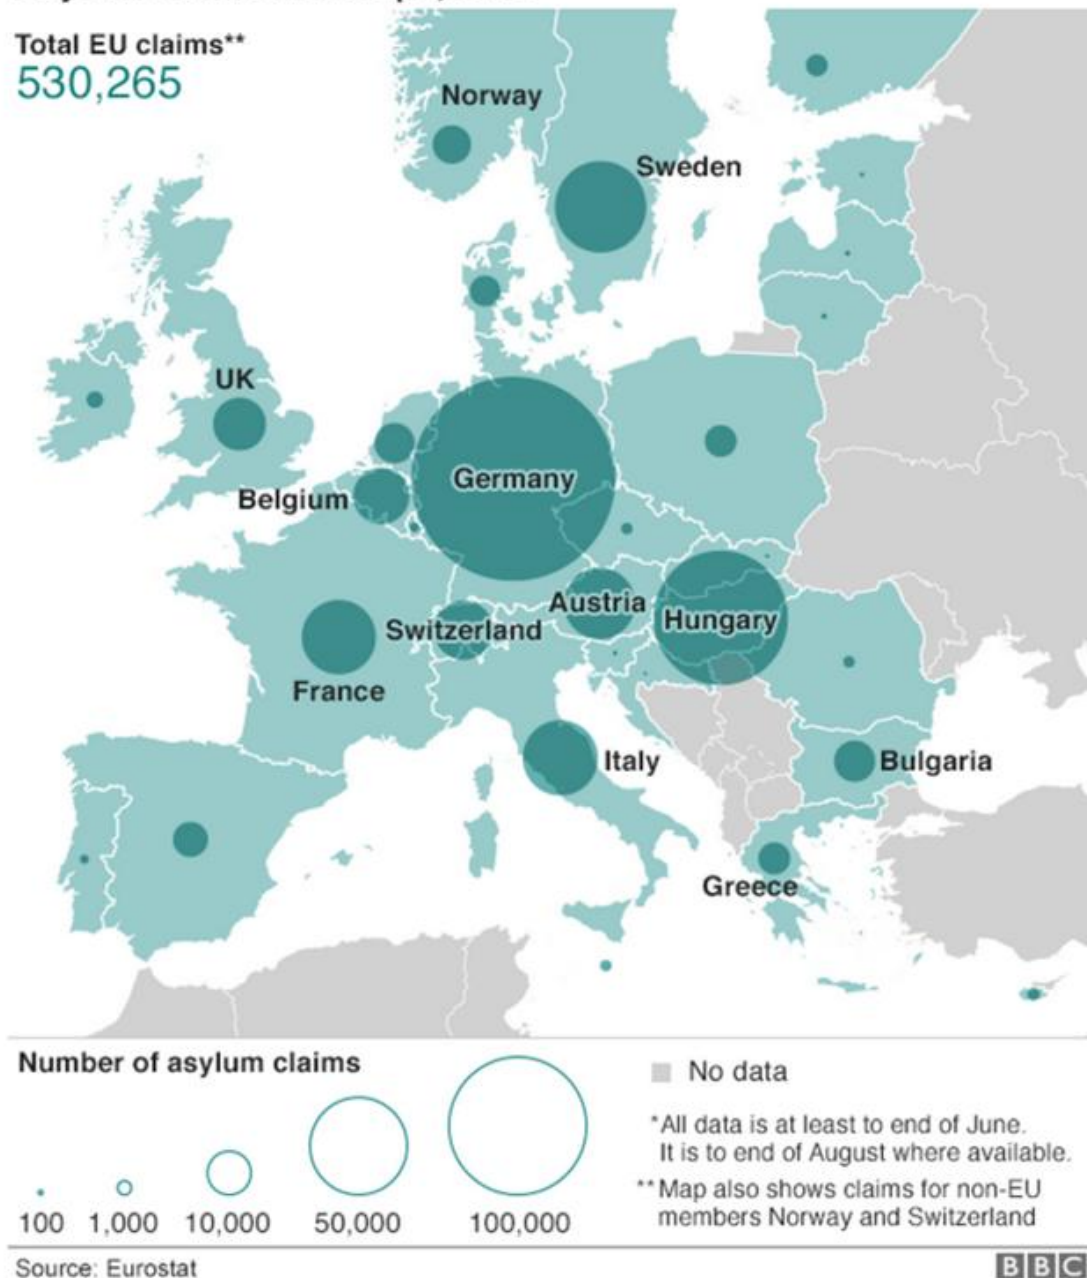 Total EU claims**
530,265
Norway
Sweden
UK
Belgium
Germany
Austria
Hungary
Switzerland
France
Italy
Bulgaria
Greece
Number of asylum claims
100 1,000 10,000 50,000 100,000
No data
*All data is at least to end of June.
It is to end of August where available.
**Map also shows claims for non-EU
members Norway and Switzerland
Source: Eurostat
BBC